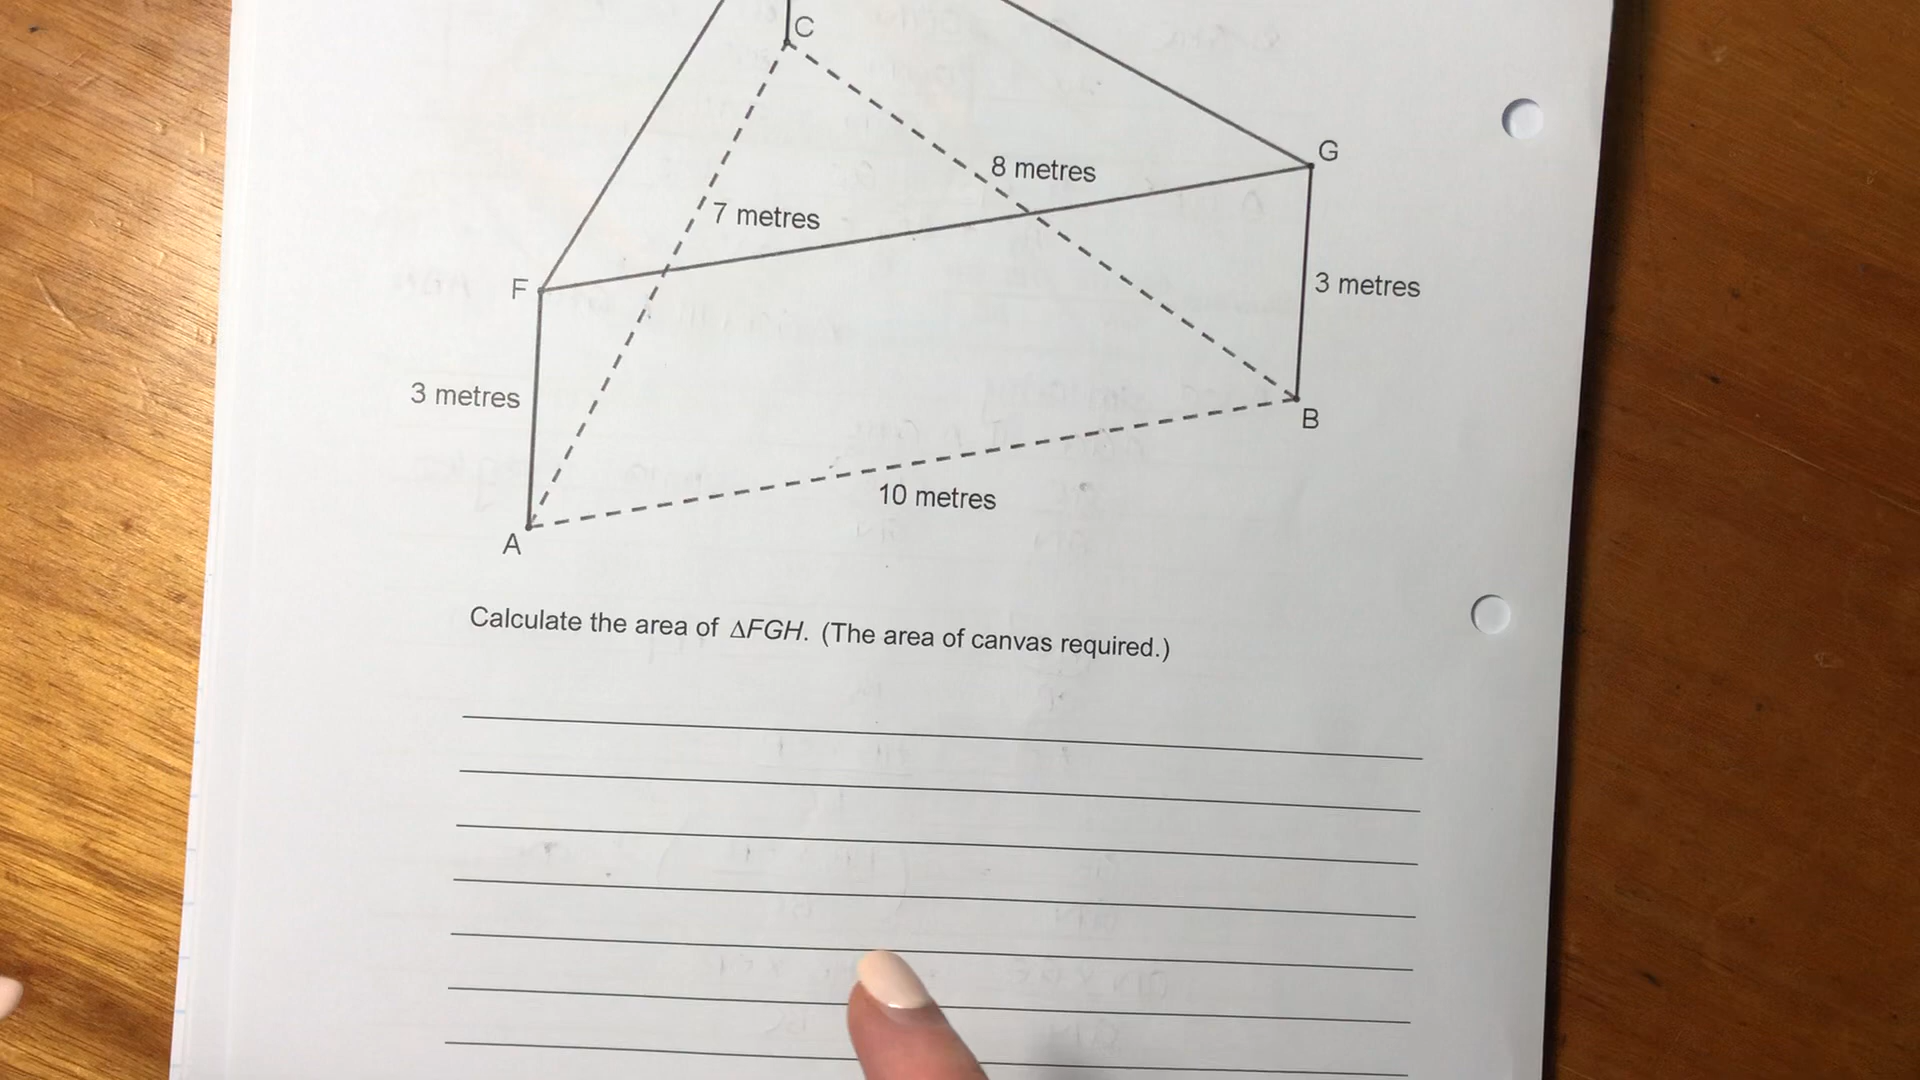 C
G
8 metres
7 metres
F
3 metres
3 metres
B
10 metres
A
Calculate the area of ΔFGH. (The area of canvas required.)